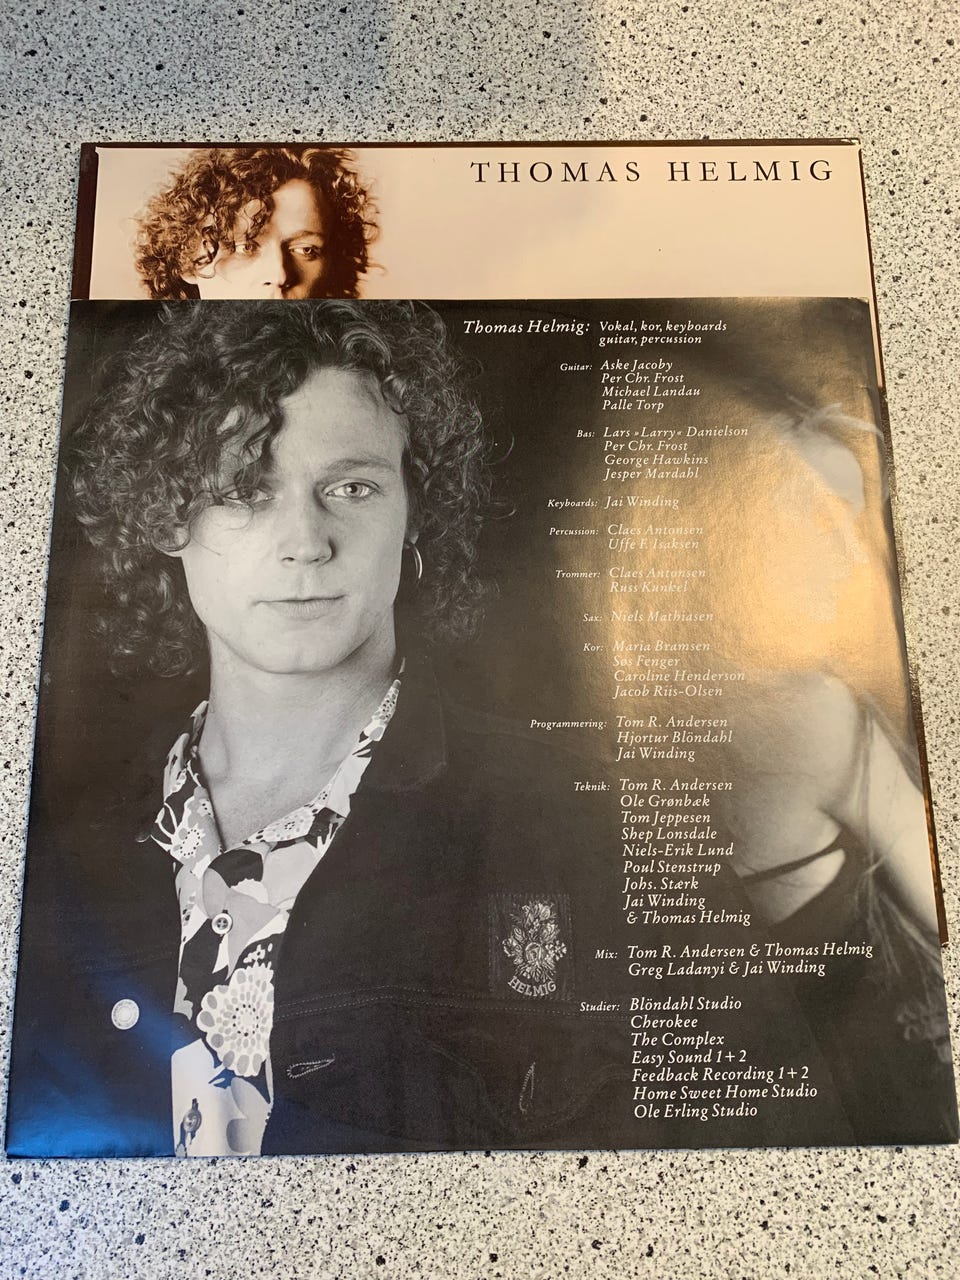 THOMAS HELMIG
Thomas Helmig: Vokal, kor, keyboards
guitar, percussion
Guitar: Aske Jacoby
Per Chr. Frost
Michael Landau
Palle Torp
Bas: Lars »Larry« Danielson
Per Chr. Frost
George Hawkins
Jesper Mardahl
Keyboards: Jai Winding
Percussion: Claes Antonsen
Uffe F. Isaksen
Trommer: Claes Antonsen
Russ Kunkel
Sax: Niels Mathiasen
Kor: Maria Bramsen
Søs Fenger
Caroline Henderson
Jacob Riis-Olsen
Programmering: Tom R. Andersen
Hjortur Blöndahl
Jai Winding
Teknik: Tom R. Andersen
Ole Grønbæk
Tom Jeppesen
Shep Lonsdale
Niels-Erik Lund
Poul Stenstrup
Johs. Stærk
Jai Winding
& Thomas Helmig
HELMIG
Mix: Tom R. Andersen & Thomas Helmig
Greg Ladanyi & Jai Winding
Studier: Blöndahl Studio
Cherokee
The Complex
Easy Sound 1+2
Feedback Recording 1+2
Home Sweet Home Studio
Ole Erling Studio